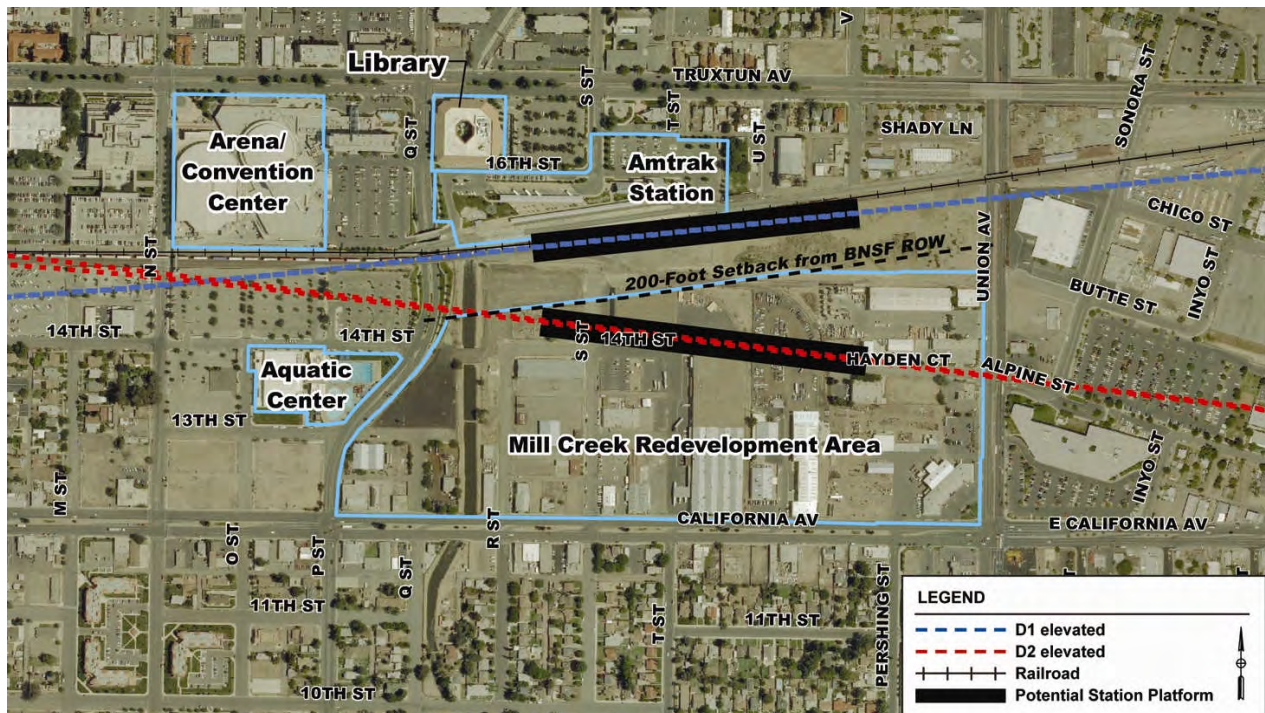 V
Library
TRUXTUN AV
SONORA ST
S ST
T ST
Q ST
U ST
SHADY LN
Arena/
Convention
Center
16TH ST
Amtrak
Station
CHICO ST
UNION AV
N ST
200-Foot Setback from BNSF ROW
BUTTE ST
INYO ST
14TH ST
14TH ST
S ST
14TH ST
HAYDEN CT
ALPINE ST
Aquatic
Center
13TH ST
Mill Creek Redevelopment Area
INYO ST
M ST
CALIFORNIA AV
E CALIFORNIA AV
O ST
P ST
R ST
Q ST
11TH ST
T ST
11TH ST
PERSHING ST
10TH ST
LEGEND
D1 elevated
D2 elevated
Railroad
Potential Station Platform